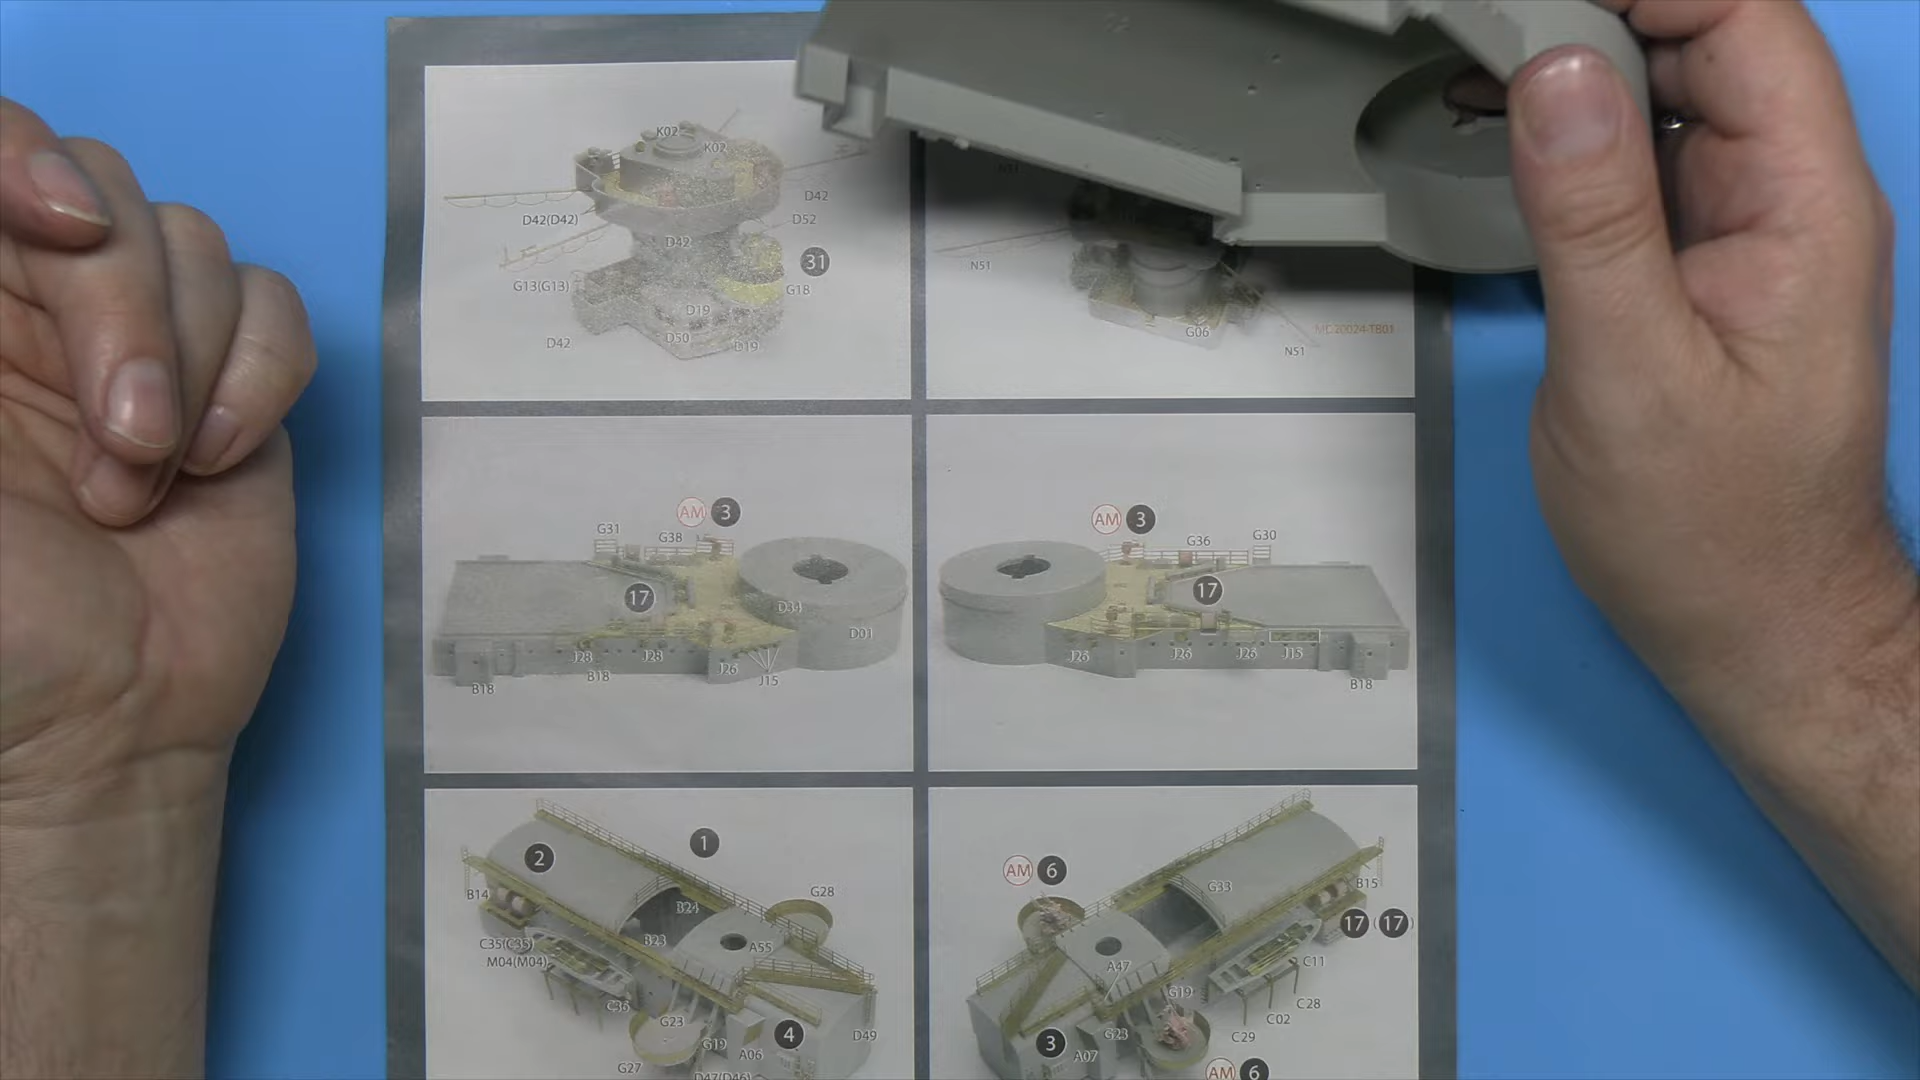 K02
K02
D42
D42(D42)
D52
D42
31
G13(G13)
G18
D19
D50
D42
D19
N11
N51
G06
MC20024-TB01
N51
AM 3
G31
G38
17
D34
D01
J28
J28
J26
B18
J15
B18
AM 3
G36
G30
17
J26
J26
J26
J15
B18
1
2
G28
B14
B24
B23
A55
C35(C35)
M04(M04)
C36
G23
4
D49
G19
A06
G27
D47(D46)
AM 6
G33
B15
17(17)
A47
C11
G19
C28
C02
G23
C29
3
A07
AM 6